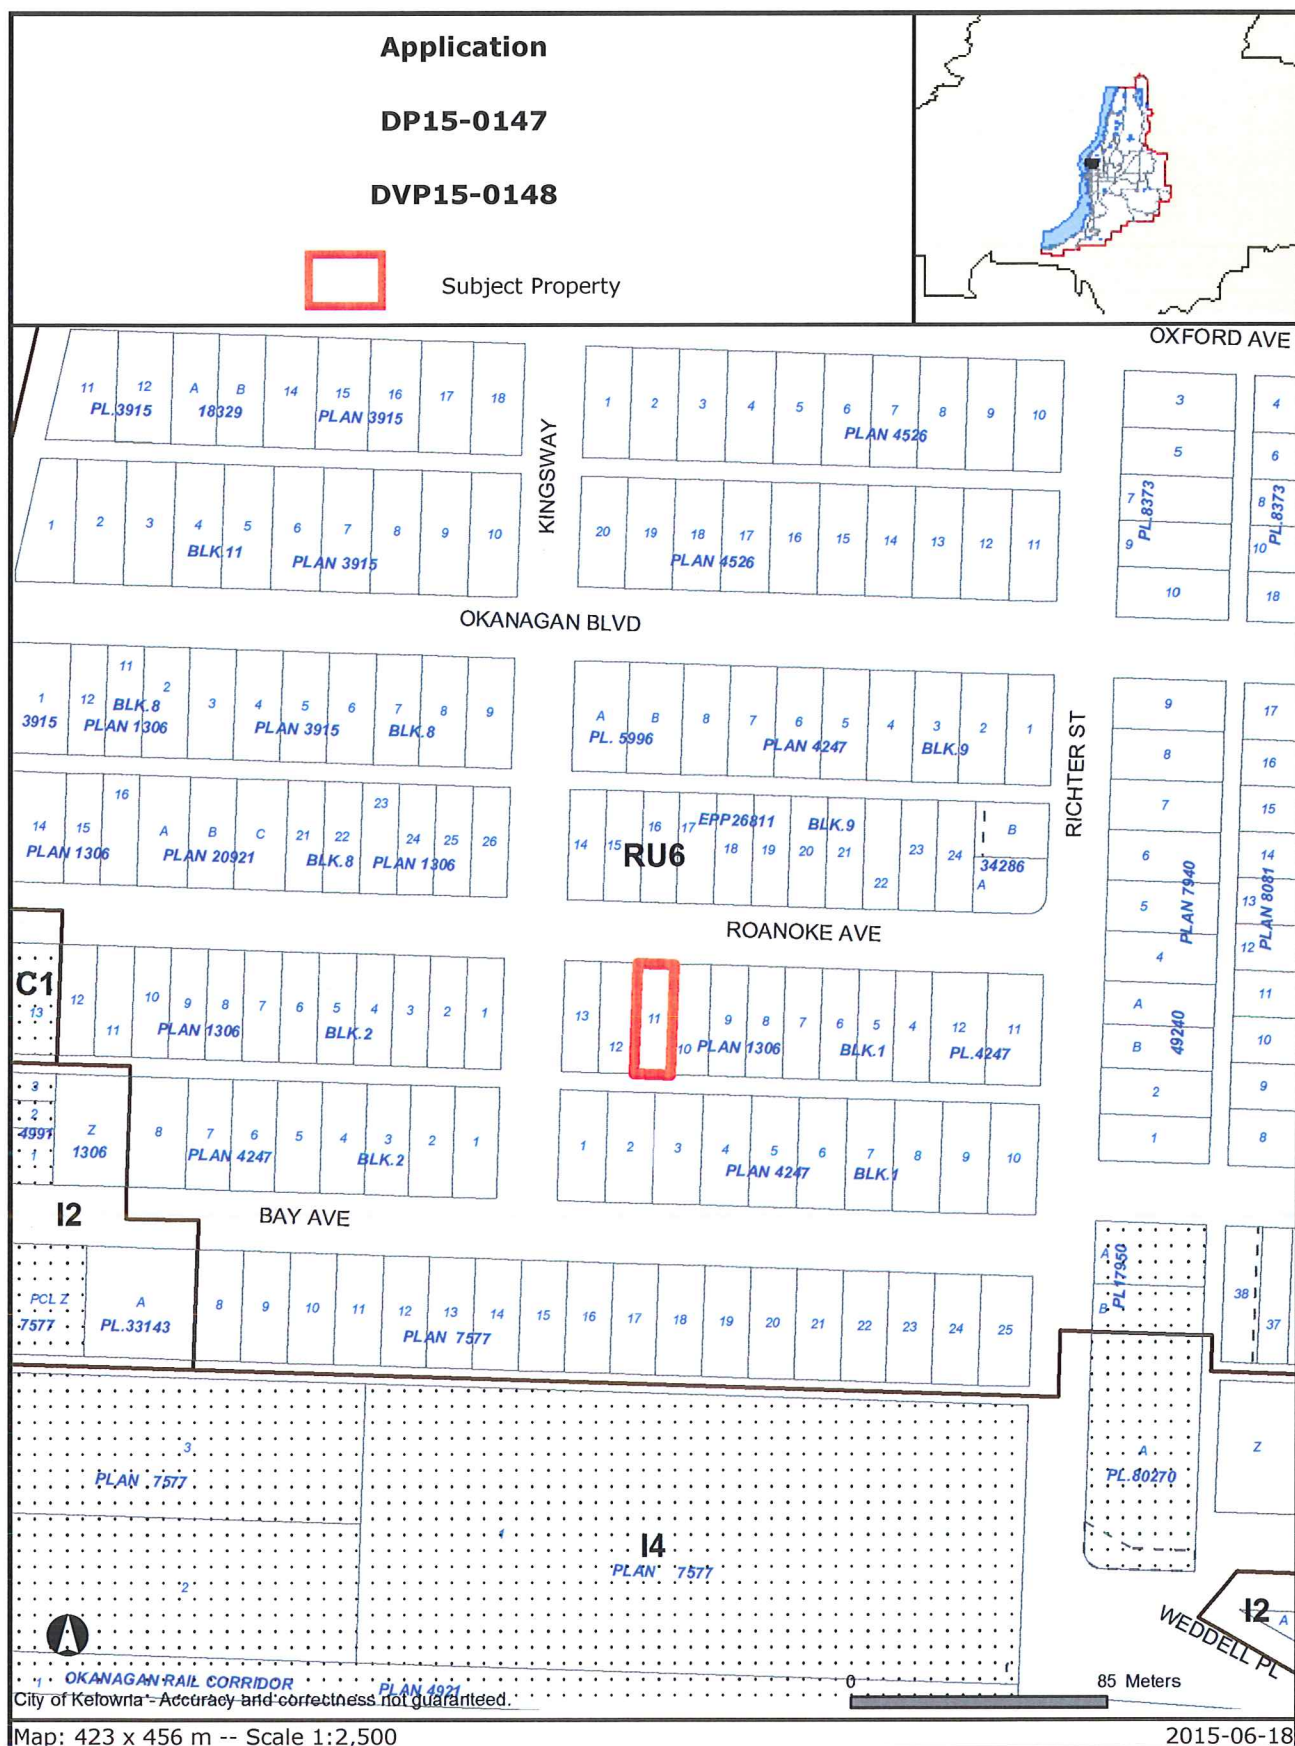 Application
DP15-0147
DVP15-0148
Subject Property
OXFORD AVE
11 12 A B 14 15 16 17 18
PL.3915 18329 PLAN 3915
KINGSWAY
1 2 3 4 5 6 7 8 9 10
PLAN 4526
3 4
5 6
7 8
PL.8373 PL.8373
9 10
10 18
1 2 3 4 5 6 7 8 9 10
BLK.11 PLAN 3915
20 19 18 17 16 15 14 13 12 11
PLAN 4526
OKANAGAN BLVD
1 12 11 2 3 4 5 6 7 8 9
3915 BLK.8 PLAN 1306 PLAN 3915 BLK.8
A B 8 7 6 5 4 3 2 1
PL. 5996 PLAN 4247 BLK.9
RICHTER ST
9 17
8 16
7 15
6 14
5 13
4 12
PLAN 7940 PLAN 8081
A 11
B 10
49240
2 9
1 8
14 15 16 A B C 21 22 23 24 25 26
PLAN 1306 PLAN 20921 BLK.8 PLAN 1306
14 15 16 17 EPP26811 BLK.9
18 19 20 21 22 23 24 B
RU6
34286
A
ROANOKE AVE
C1
13 12 11 10 9 8 7 6 5 4 3 2 1
PLAN 1306 BLK.2
13 12 11 10 9 8 7 6 5 4 12 11
PLAN 1306 BLK.1 PL.4247
3
2
4991
1
Z
1306
8 7 6 5 4 3 2 1
PLAN 4247 BLK.2
1 2 3 4 5 6 7 8 9 10
PLAN 4247 BLK.1
I2
BAY AVE
A
B
PL17950
38 37
PCL Z
7577
A
PL.33143
8 9 10 11 12 13 14 15 16 17 18 19 20 21 22 23 24 25
PLAN 7577
3
PLAN 7577
A
PL.80270
Z
I4
PLAN 7577
2
I2
A
WEDDELL PL
1 OKANAGAN RAIL CORRIDOR PLAN 4921
0 85 Meters
City of Kelowna - Accuracy and correctness not guaranteed.
Map: 423 x 456 m -- Scale 1:2,500
2015-06-18